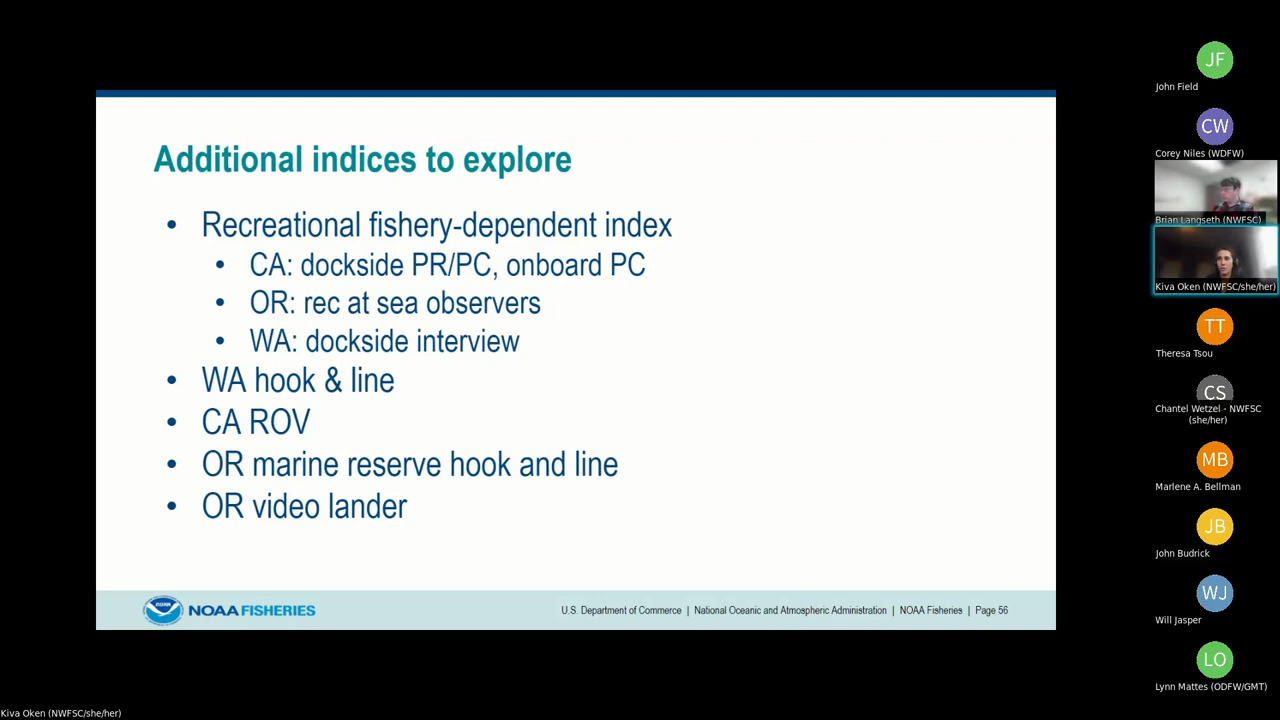 Additional indices to explore
• Recreational fishery-dependent index
• CA: dockside PR/PC, onboard PC
• OR: rec at sea observers
• WA: dockside interview
• WA hook & line
• CA ROV
• OR marine reserve hook and line
• OR video lander
NOAA FISHERIES
U.S. Department of Commerce | National Oceanic and Atmospheric Administration | NOAA Fisheries | Page 56
JF
John Field
CW
Corey Niles (WDFW)
Brian Langseth (NWFSC)
Kiva Oken (NWFSC/she/her)
TT
Theresa Tsou
CS
Chantel Wetzel - NWFSC
(she/her)
MB
Marlene A. Bellman
JB
John Budrick
WJ
Will Jasper
LO
Lynn Mattes (ODFW/GMT)
Kiva Oken (NWFSC/she/her)